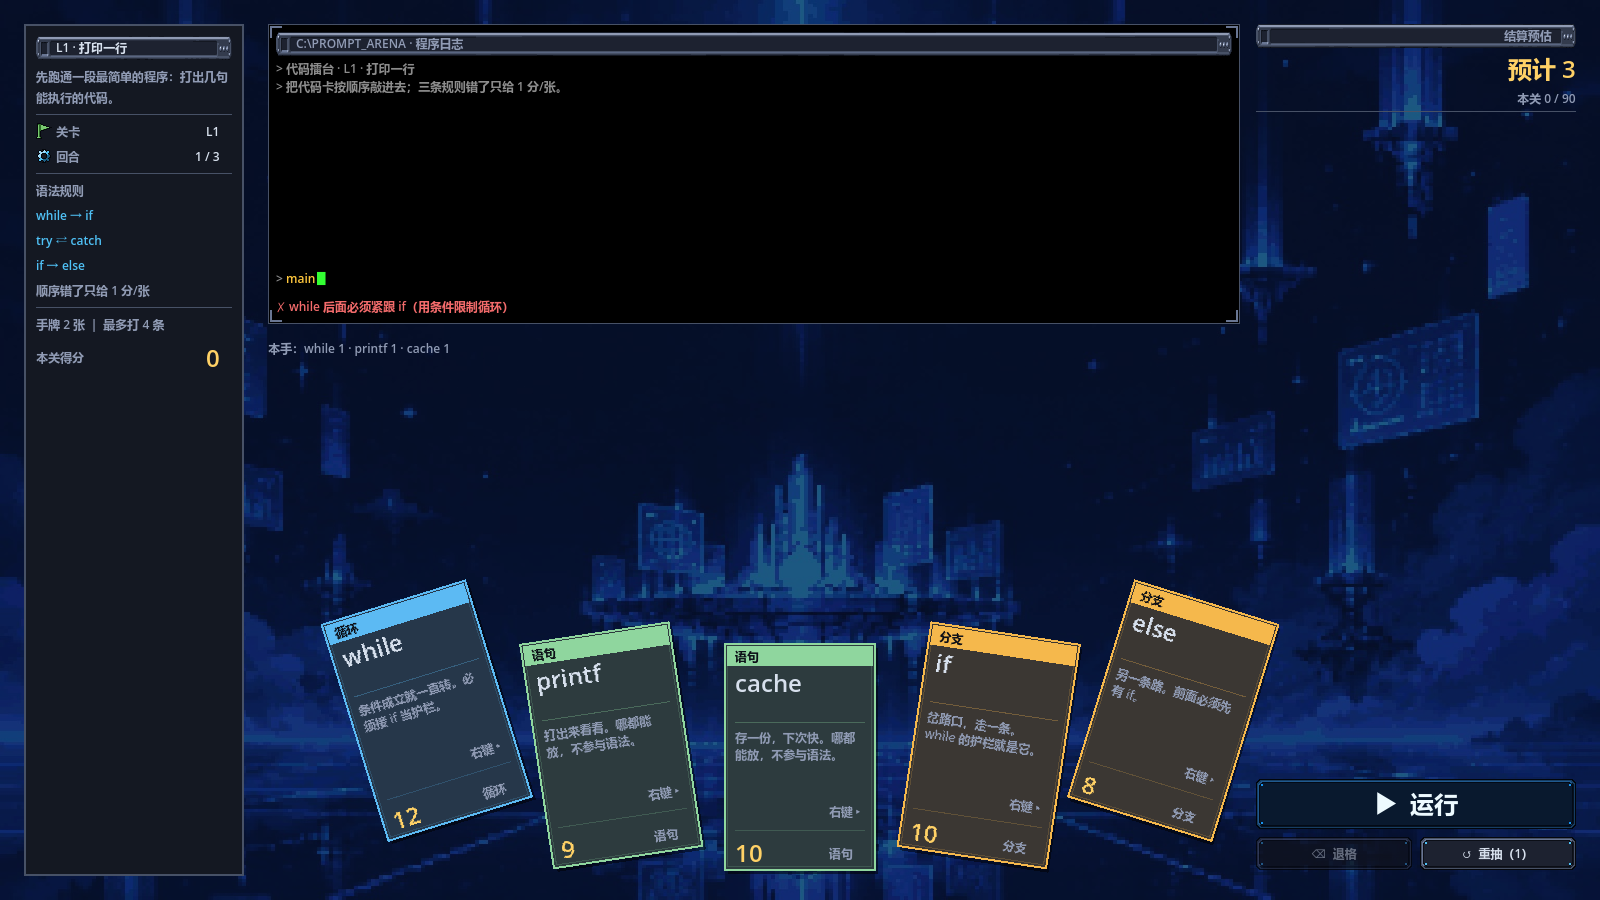 L1 · 打印一行
先跑通一段最简单的程序：打出几句
能执行的代码。
关卡 L1
回合 1 / 3
语法规则
while → if
try ⇄ catch
if → else
顺序错了只给 1 分/张
手牌 2 张 | 最多打 4 条
本关得分 0
C:\PROMPT_ARENA · 程序日志
> 代码擂台 · L1 · 打印一行
> 把代码卡按顺序敲进去；三条规则错了只给 1 分/张。
> main
✗ while 后面必须紧跟 if（用条件限制循环）
本手：while 1 · printf 1 · cache 1
结算预估
预计 3
本关 0 / 90
循环
while
条件成立就一直转。必
须接 if 当护栏。
右键▸
12 循环
语句
printf
打出来看看。哪都能
放，不参与语法。
右键▸
9 语句
语句
cache
存一份，下次快。哪都
能放，不参与语法。
右键▸
10 语句
分支
if
岔路口，走一条。
while 的护栏就是它。
右键▸
10 分支
分支
else
另一条路。前面必须先
有 if。
右键▸
8 分支
▶ 运行
⌫ 退格
↺ 重抽（1）